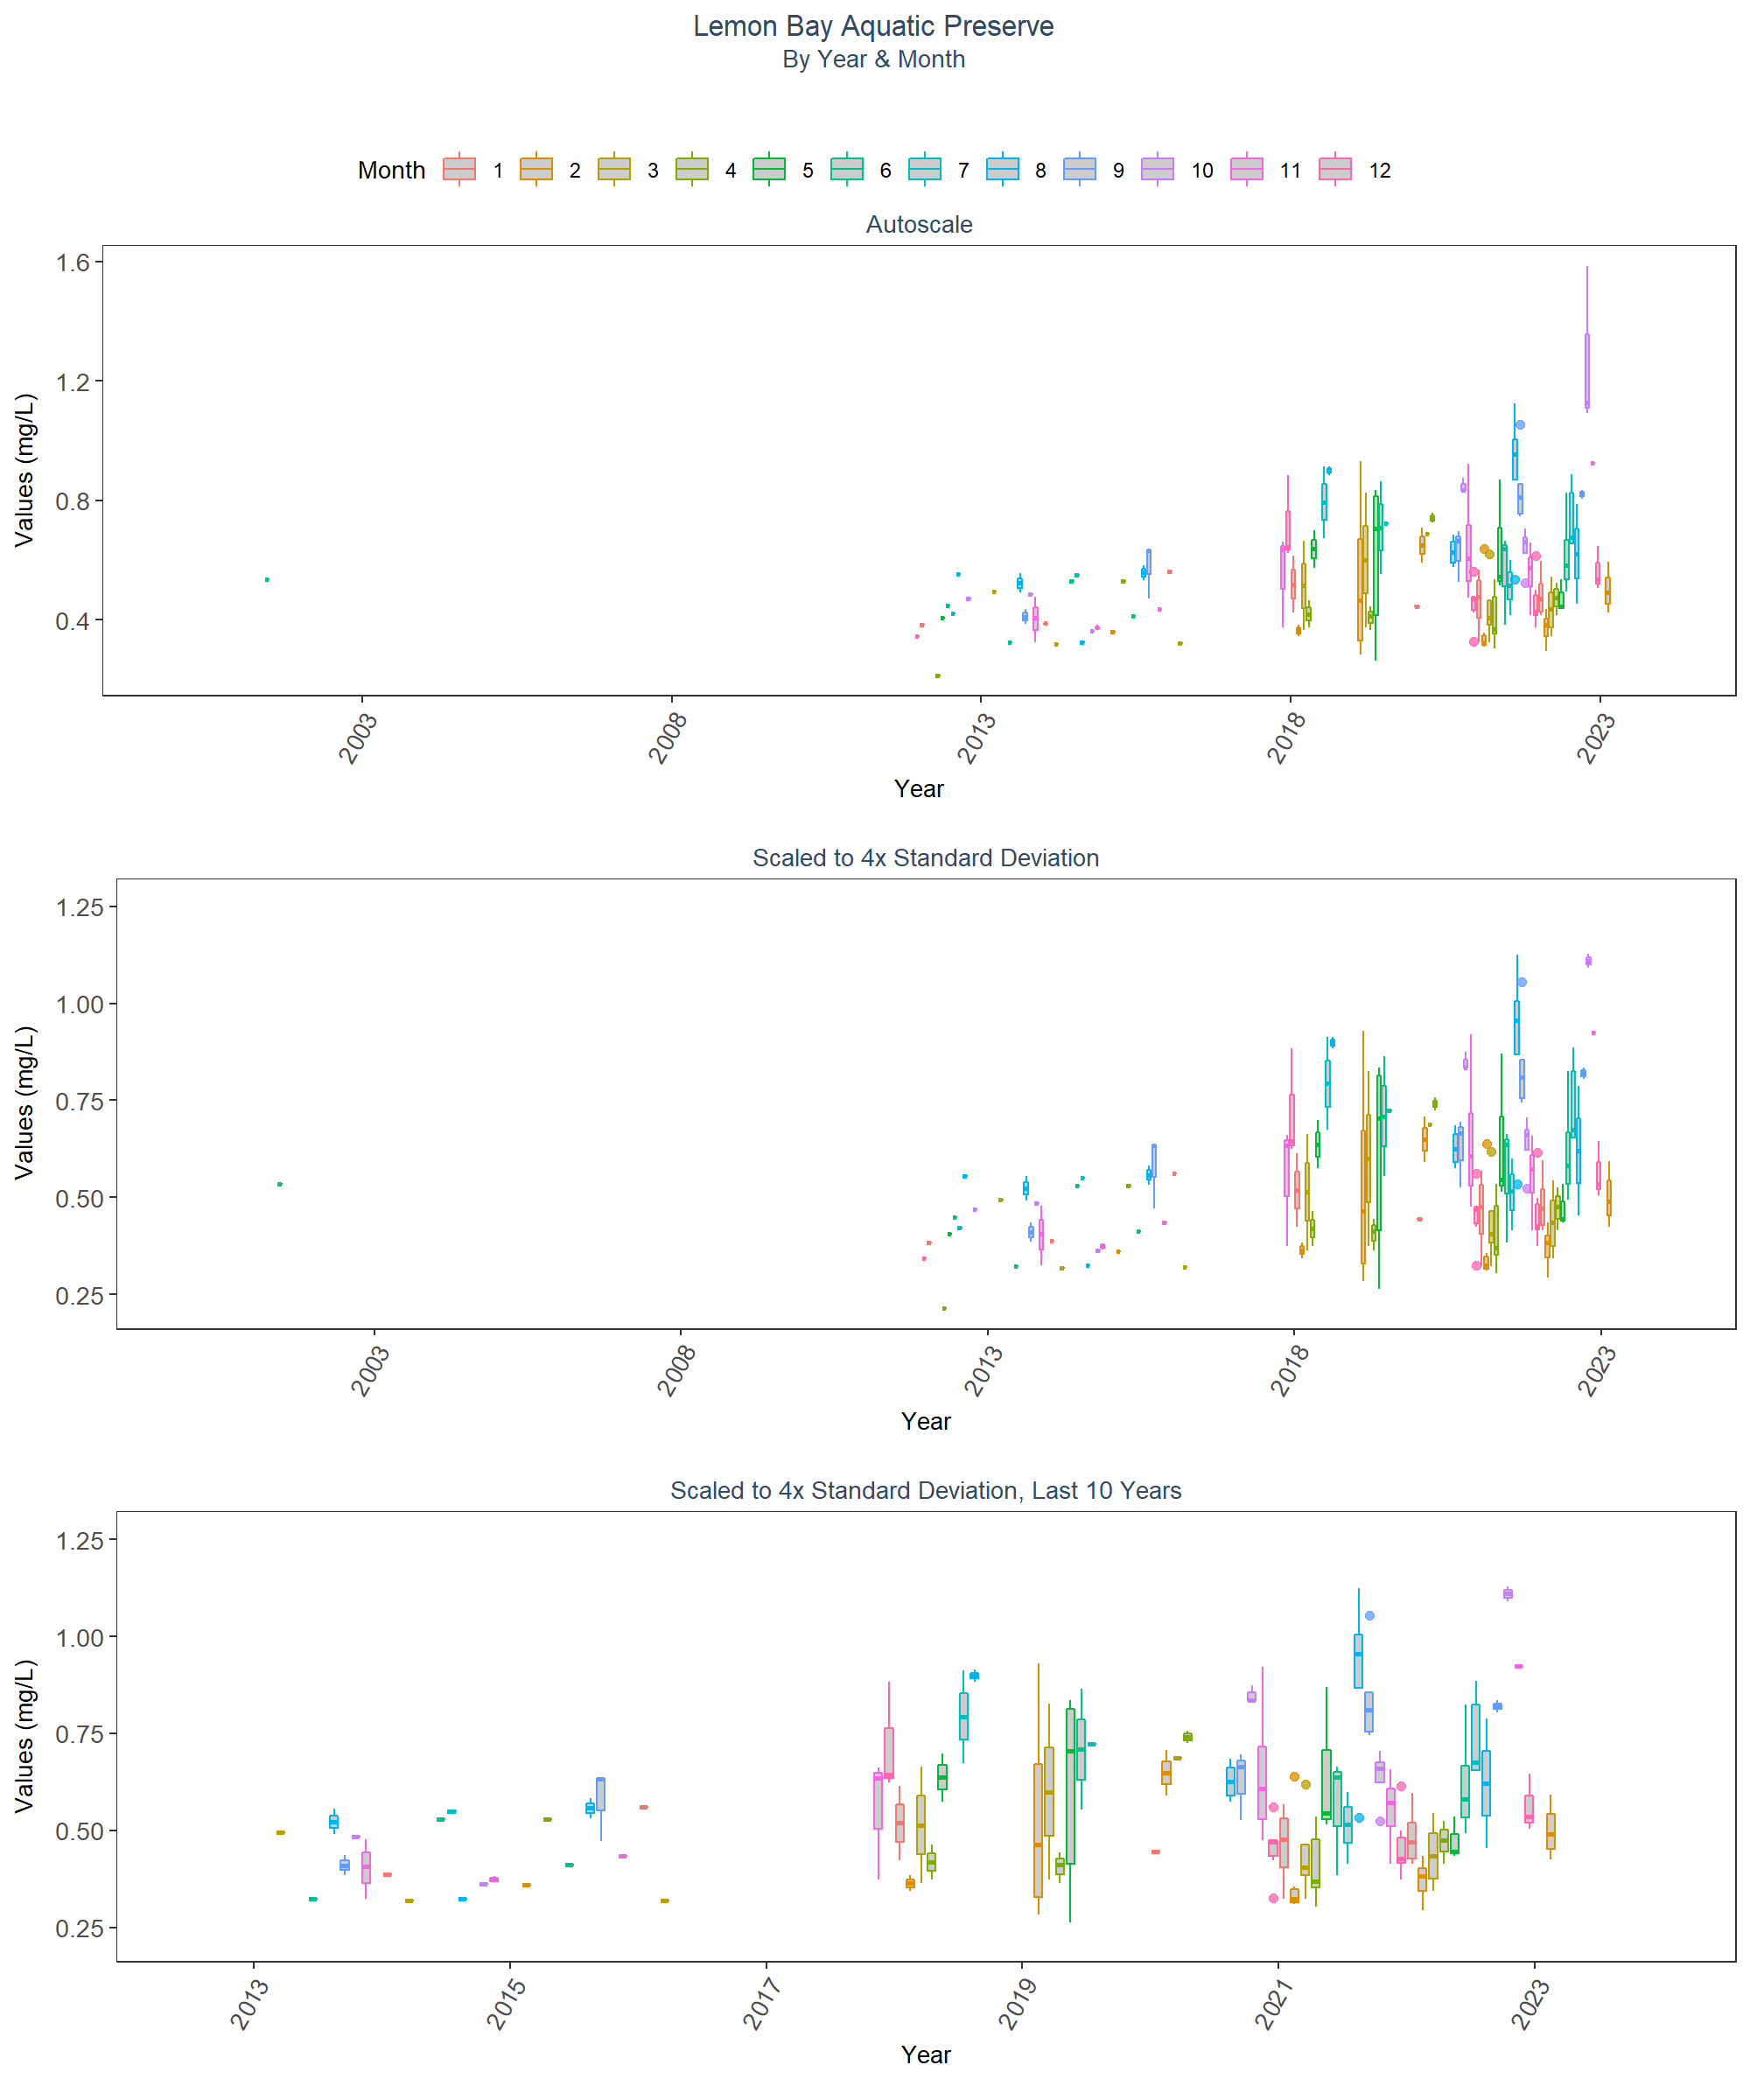 Lemon Bay Aquatic Preserve
By Year & Month
Month 1 2 3 4 5 6 7 8 9 10 11 12
Autoscale
1.6
1.2
0.8
0.4
Values (mg/L)
2003 2008 2013 2018 2023
Year
Scaled to 4x Standard Deviation
1.25
1.00
0.75
0.50
0.25
Values (mg/L)
2003 2008 2013 2018 2023
Year
Scaled to 4x Standard Deviation, Last 10 Years
1.25
1.00
0.75
0.50
0.25
Values (mg/L)
2013 2015 2017 2019 2021 2023
Year